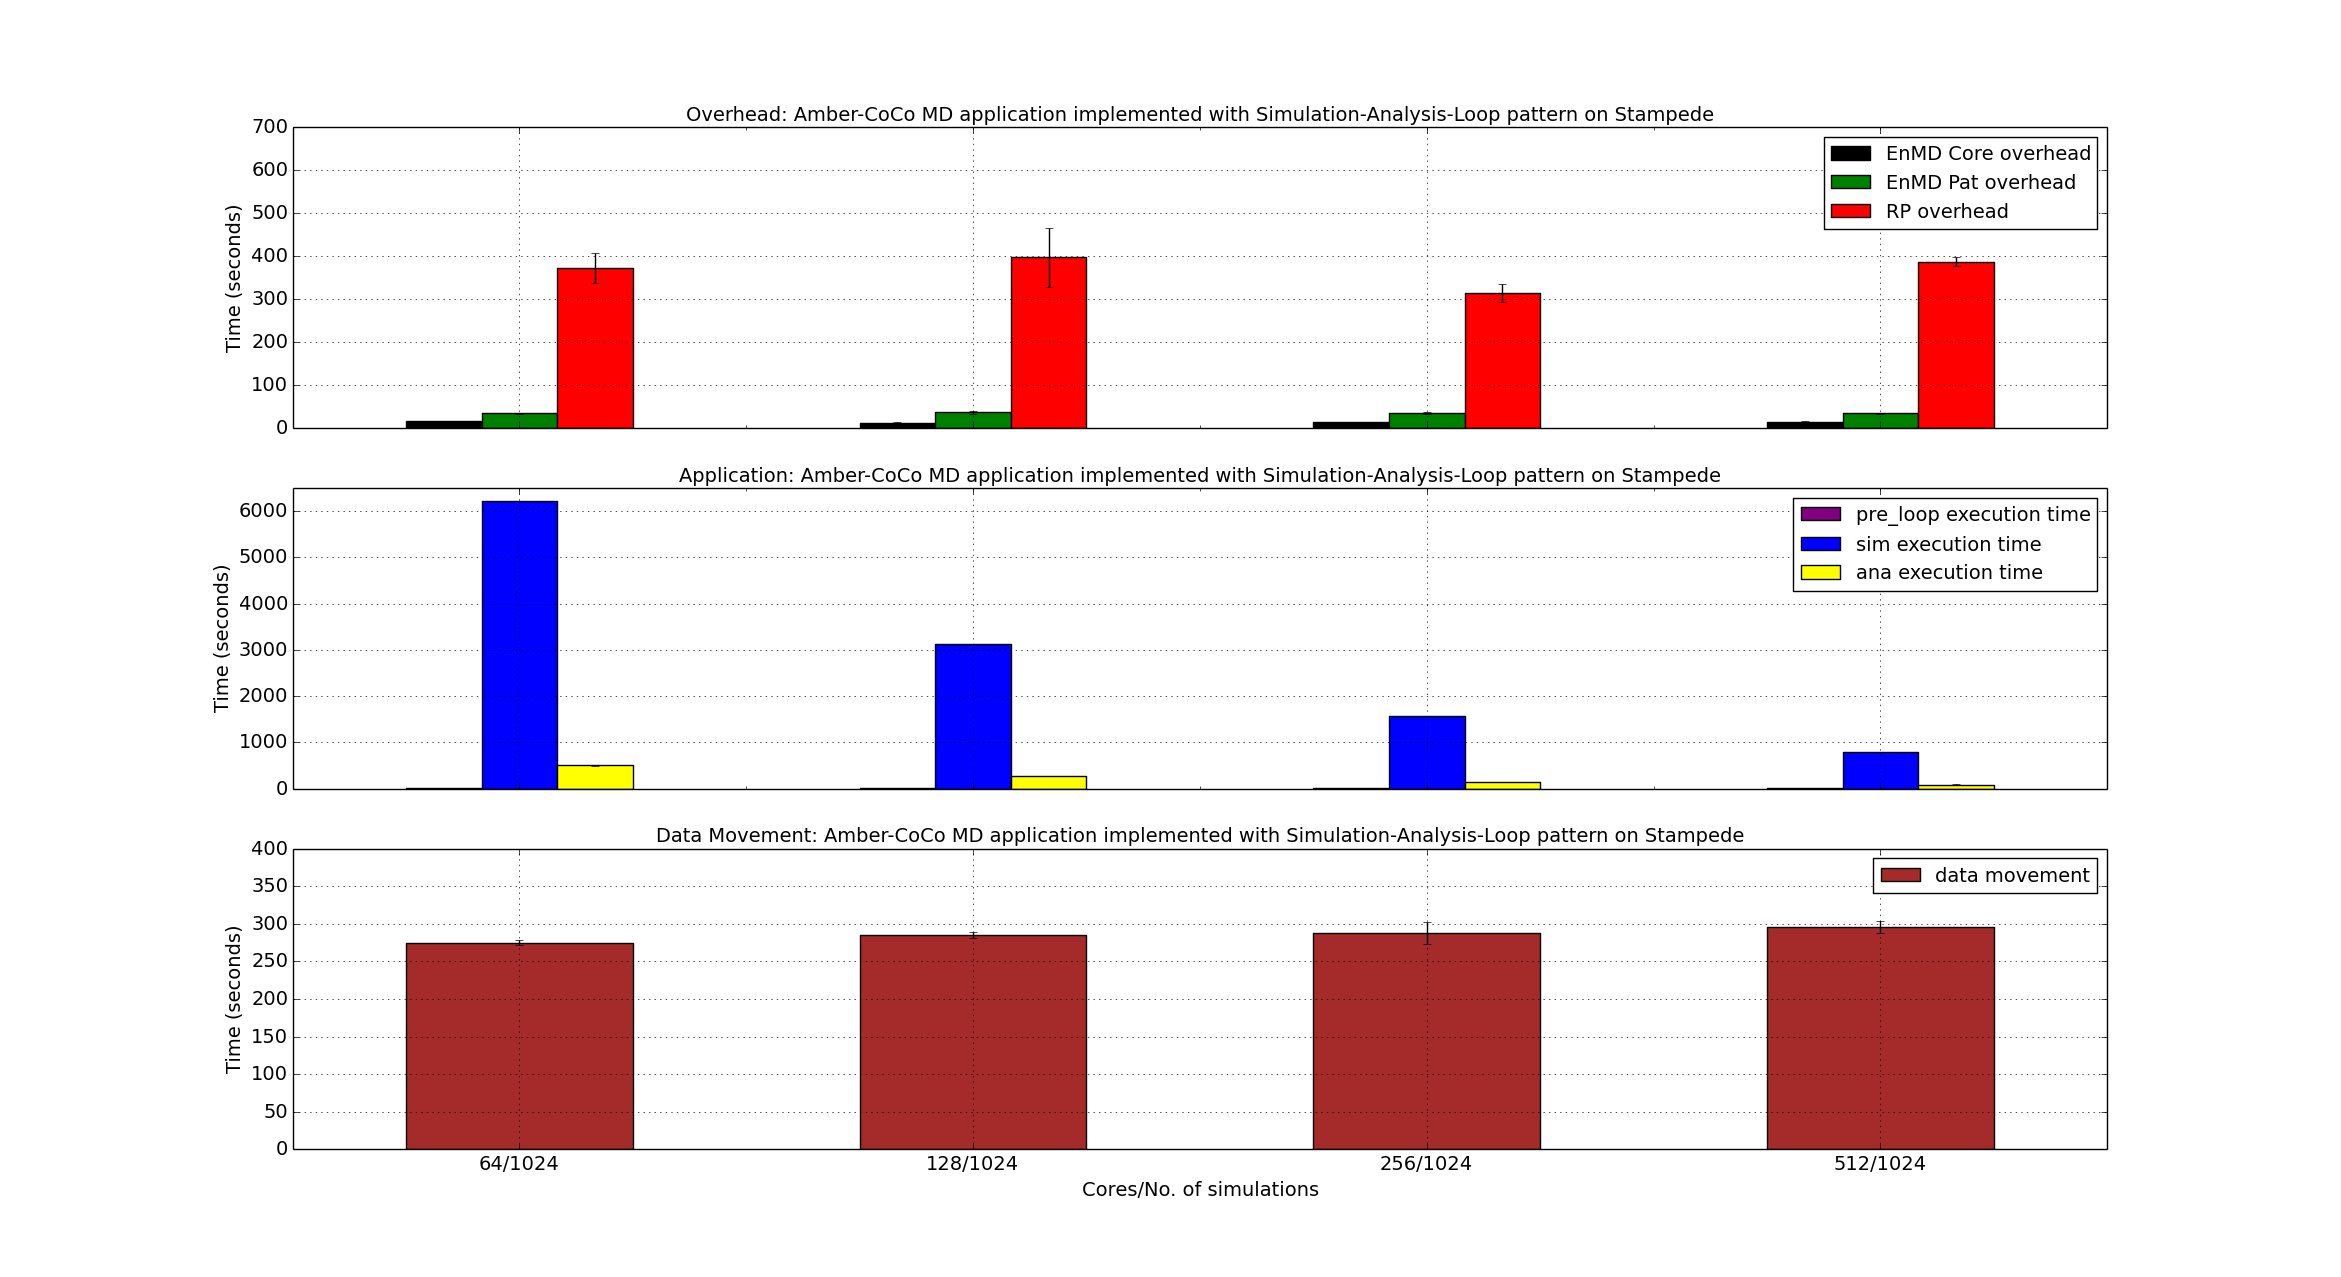 Overhead: Amber-CoCo MD application implemented with Simulation-Analysis-Loop pattern on Stampede
700
600
500
400
300
200
100
0
Time (seconds)
EnMD Core overhead
EnMD Pat overhead
RP overhead
Application: Amber-CoCo MD application implemented with Simulation-Analysis-Loop pattern on Stampede
6000
5000
4000
3000
2000
1000
0
Time (seconds)
pre_loop execution time
sim execution time
ana execution time
Data Movement: Amber-CoCo MD application implemented with Simulation-Analysis-Loop pattern on Stampede
400
350
300
250
200
150
100
50
0
Time (seconds)
data movement
64/1024
128/1024
256/1024
512/1024
Cores/No. of simulations